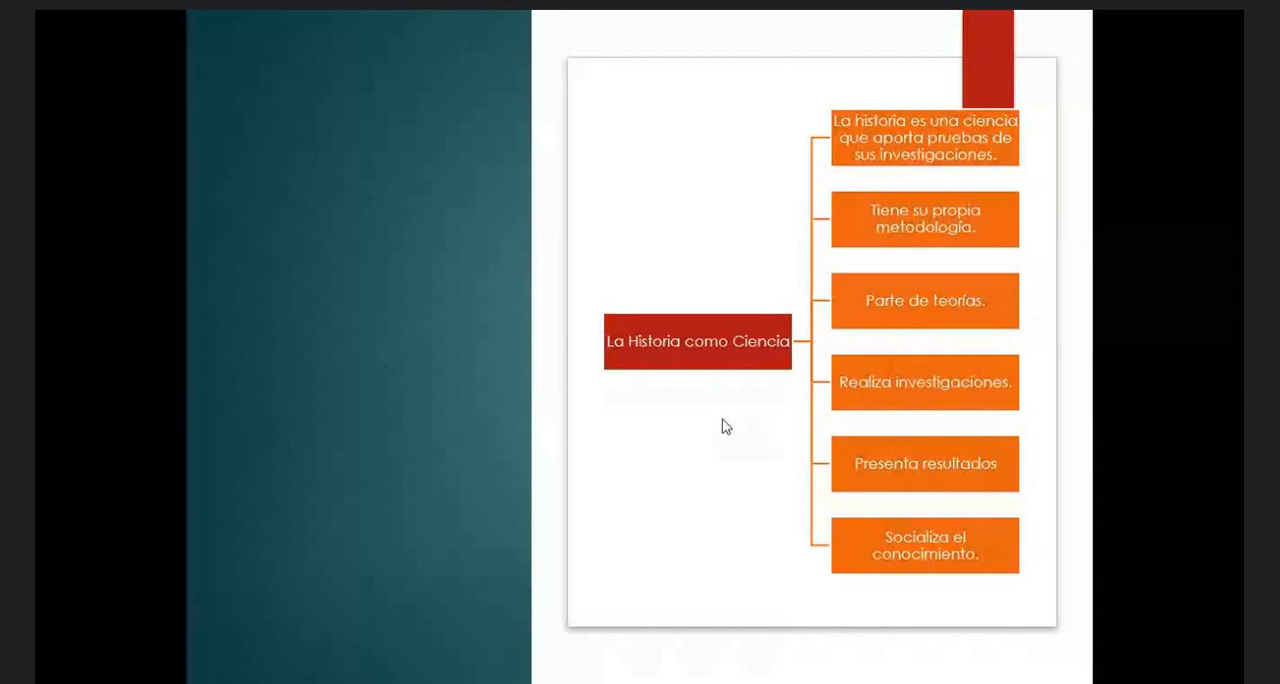 La historia es una ciencia
que aporta pruebas de
sus investigaciones.
Tiene su propia
metodología.
Parte de teorías.
La Historia como Ciencia
Realiza investigaciones.
Presenta resultados
Socializa el
conocimiento.